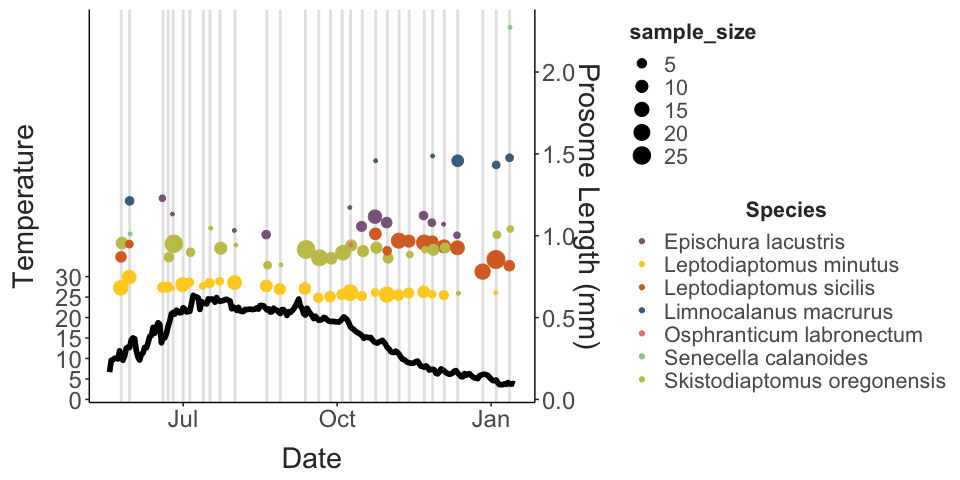 Temperature
30
25
20
15
10
5
0
Jul
Oct
Jan
Date
2.0
1.5
1.0
0.5
0.0
Prosome Length (mm)
sample_size
5
10
15
20
25
Species
Epischura lacustris
Leptodiaptomus minutus
Leptodiaptomus sicilis
Limnocalanus macrurus
Osphranticum labronectum
Senecella calanoides
Skistodiaptomus oregonensis